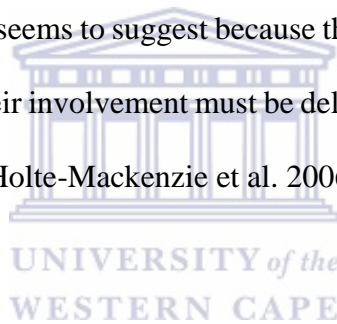 seems to suggest because th
eir involvement must be del
Holte-Mackenzie et al. 2006
UNIVERSITY of the
WESTERN CAPE